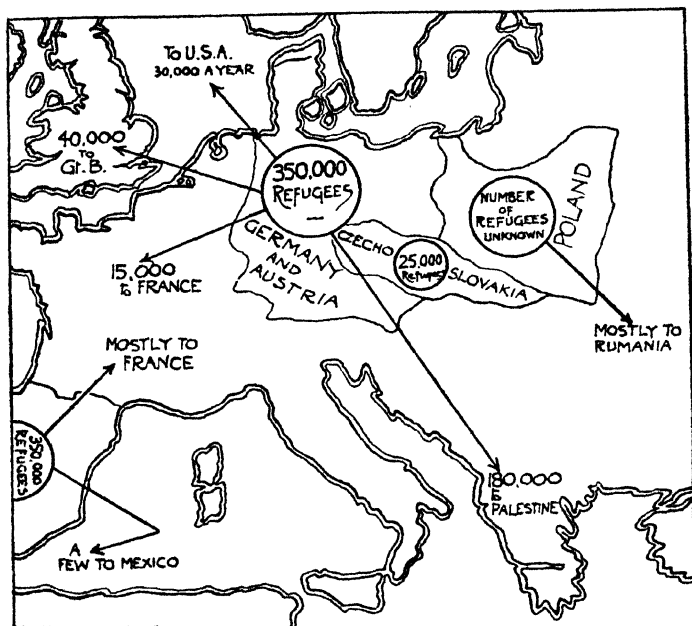 To U.S.A.
30,000 A YEAR
40,000
TO
Gt. B.
350,000
REFUGEES
15,000
to FRANCE
GERMANY
AND
AUSTRIA
CZECHO
SLOVAKIA
25,000
Refugees
NUMBER
OF
REFUGEES
UNKNOWN
POLAND
MOSTLY TO
RUMANIA
MOSTLY TO
FRANCE
350,000
REFUGEES
A
FEW TO MEXICO
180,000
to
PALESTINE